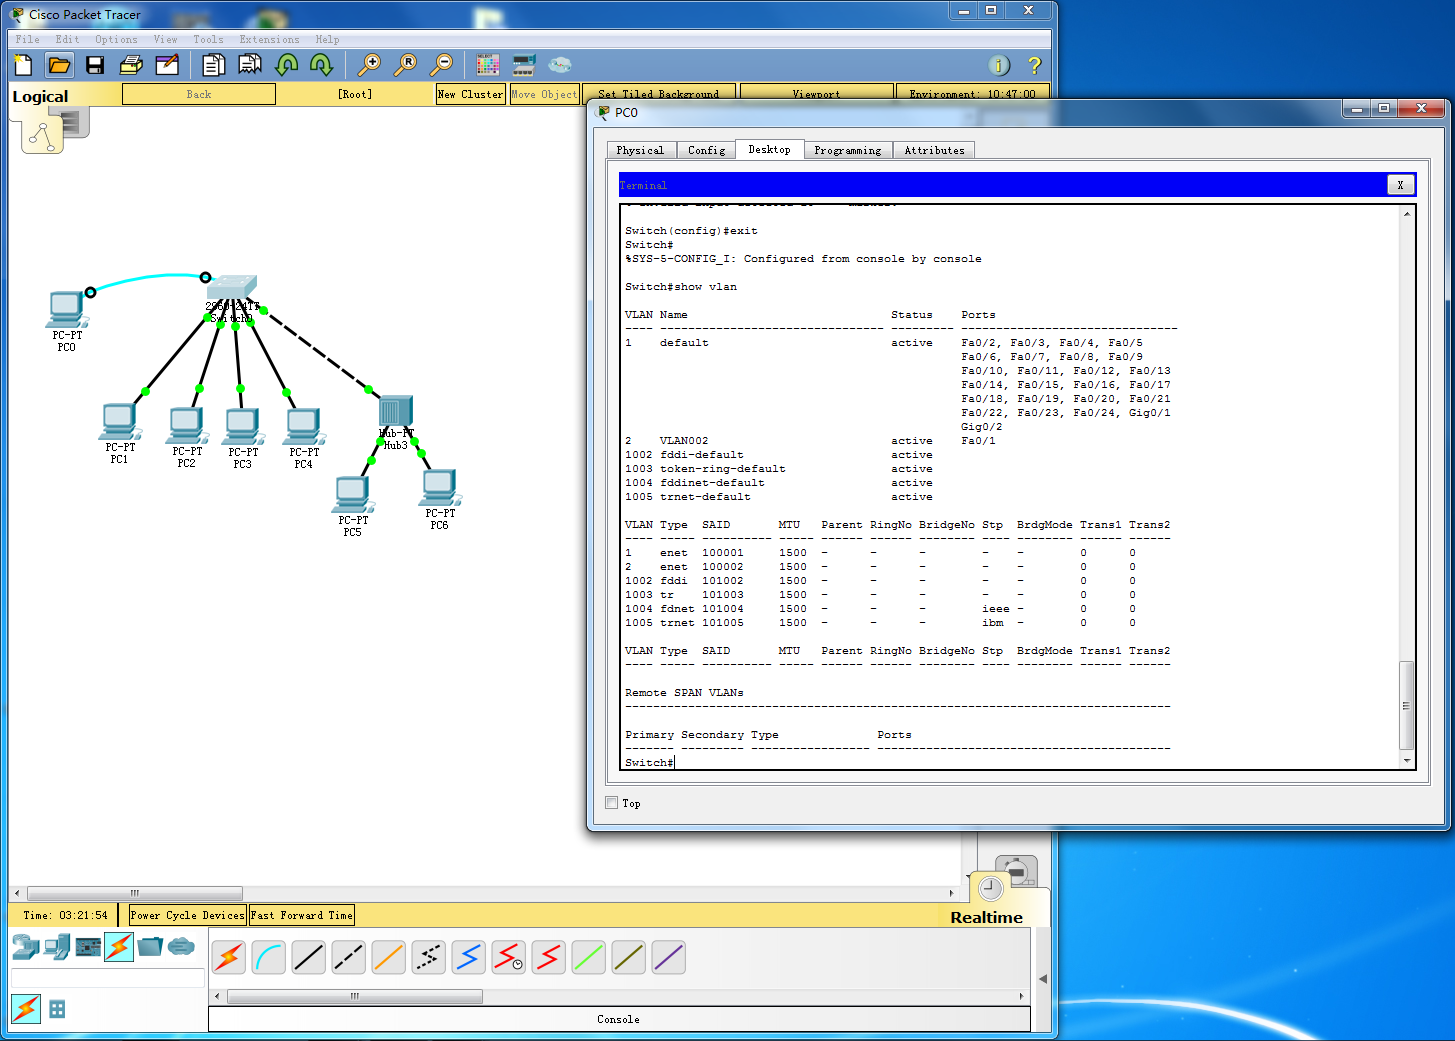 Cisco Packet Tracer
File Edit Options View Tools Extensions Help
Logical
Back
[Root]
New Cluster
Move Object
Set Tiled Background
Viewport
Environment: 10:47:00
2960-24TT
Switch0
PC-PT
PC0
PC-PT
PC1
PC-PT
PC2
PC-PT
PC3
PC-PT
PC4
Hub-PT
Hub3
PC-PT
PC5
PC-PT
PC6
PC0
Physical Config Desktop Programming Attributes
Terminal
X
Switch(config)#exit
Switch#
%SYS-5-CONFIG_I: Configured from console by console
Switch#show vlan
VLAN Name Status Ports
---- -------------------------------- --------- -------------------------------
1 default active Fa0/2, Fa0/3, Fa0/4, Fa0/5
Fa0/6, Fa0/7, Fa0/8, Fa0/9
Fa0/10, Fa0/11, Fa0/12, Fa0/13
Fa0/14, Fa0/15, Fa0/16, Fa0/17
Fa0/18, Fa0/19, Fa0/20, Fa0/21
Fa0/22, Fa0/23, Fa0/24, Gig0/1
Gig0/2
2 VLAN002 active Fa0/1
1002 fddi-default active
1003 token-ring-default active
1004 fddinet-default active
1005 trnet-default active
VLAN Type SAID MTU Parent RingNo BridgeNo Stp BrdgMode Trans1 Trans2
---- ----- ---------- ----- ------ ------ -------- ---- -------- ------ ------
1 enet 100001 1500 - - - - - 0 0
2 enet 100002 1500 - - - - - 0 0
1002 fddi 101002 1500 - - - - - 0 0
1003 tr 101003 1500 - - - - - 0 0
1004 fdnet 101004 1500 - - - ieee - 0 0
1005 trnet 101005 1500 - - - ibm - 0 0
VLAN Type SAID MTU Parent RingNo BridgeNo Stp BrdgMode Trans1 Trans2
---- ----- ---------- ----- ------ ------ -------- ---- -------- ------ ------
Remote SPAN VLANs
------------------------------------------------------------------------------
Primary Secondary Type Ports
------- --------- ----------------- ------------------------------------------
Switch#
Top
Realtime
Time: 03:21:54
Power Cycle Devices
Fast Forward Time
Console